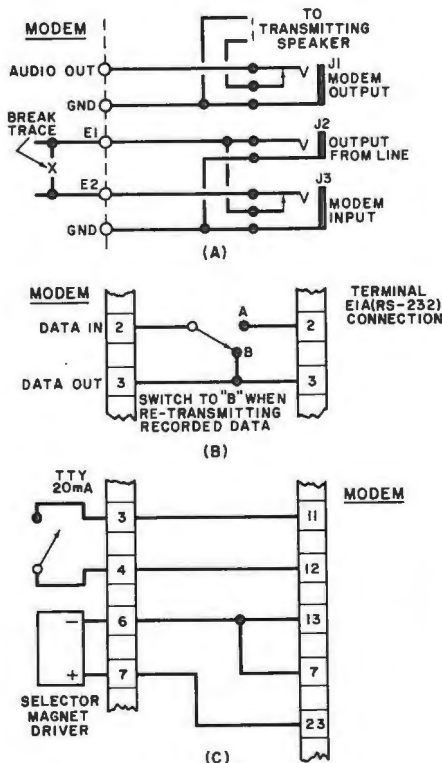 MODEM
TO
TRANSMITTING
SPEAKER
AUDIO OUT
V
J1
MODEM
OUTPUT
GND
BREAK
TRACE
X
E1
V
J2
OUTPUT
FROM LINE
E2
V
J3
MODEM
INPUT
GND
(A)
MODEM
TERMINAL
EIA(RS-232)
CONNECTION
DATA IN
2
A
2
B
DATA OUT
3
3
SWITCH TO "B" WHEN
RE-TRANSMITTING
RECORDED DATA
(B)
TTY
20mA
MODEM
3
11
4
12
-
6
13
7
+
7
23
SELECTOR
MAGNET
DRIVER
(C)